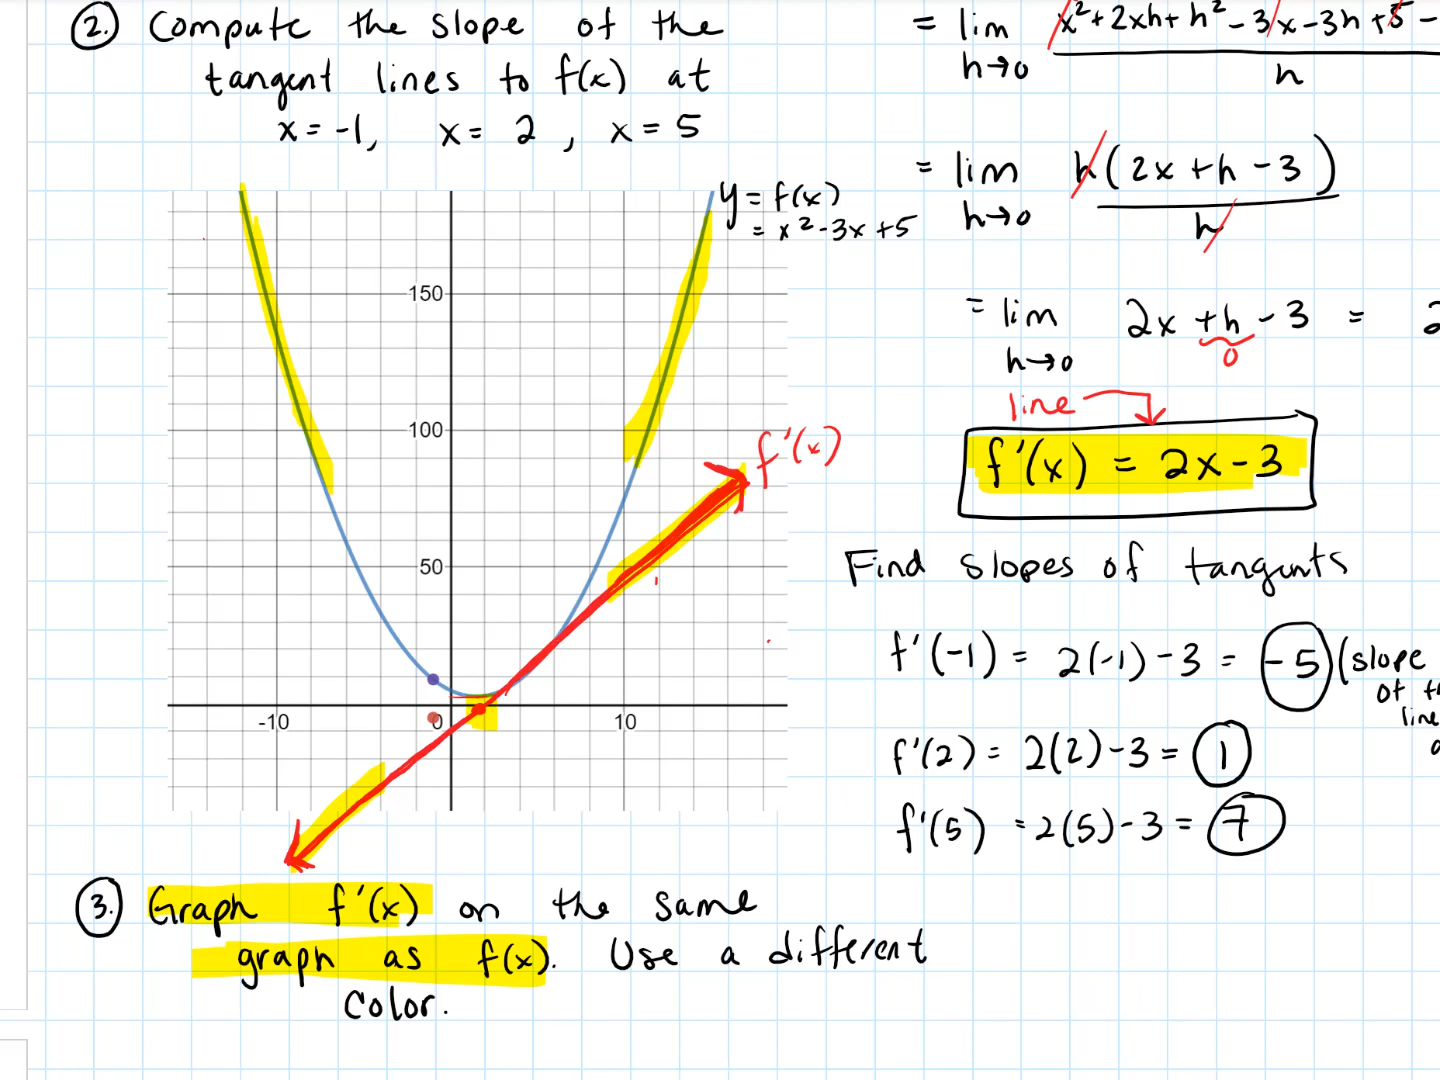 2. Compute the slope of the
tangent lines to f(x) at
x = -1, x = 2 , x = 5
y = f(x)
= x² - 3x + 5
150
100
50
-10
0
10
f'(x)
3. Graph f'(x) on the same
graph as f(x). Use a different
color.
= lim x² + 2xh + h² - 3x - 3h + 5 -
h→0 h
= lim h(2x + h - 3)
h→0 h
= lim 2x + h - 3 = 2
h→0 0
line
f'(x) = 2x - 3
Find slopes of tangents
f'(-1) = 2(-1) - 3 = -5 (slope
of
line
f'(2) = 2(2) - 3 = 1
f'(5) = 2(5) - 3 = 7